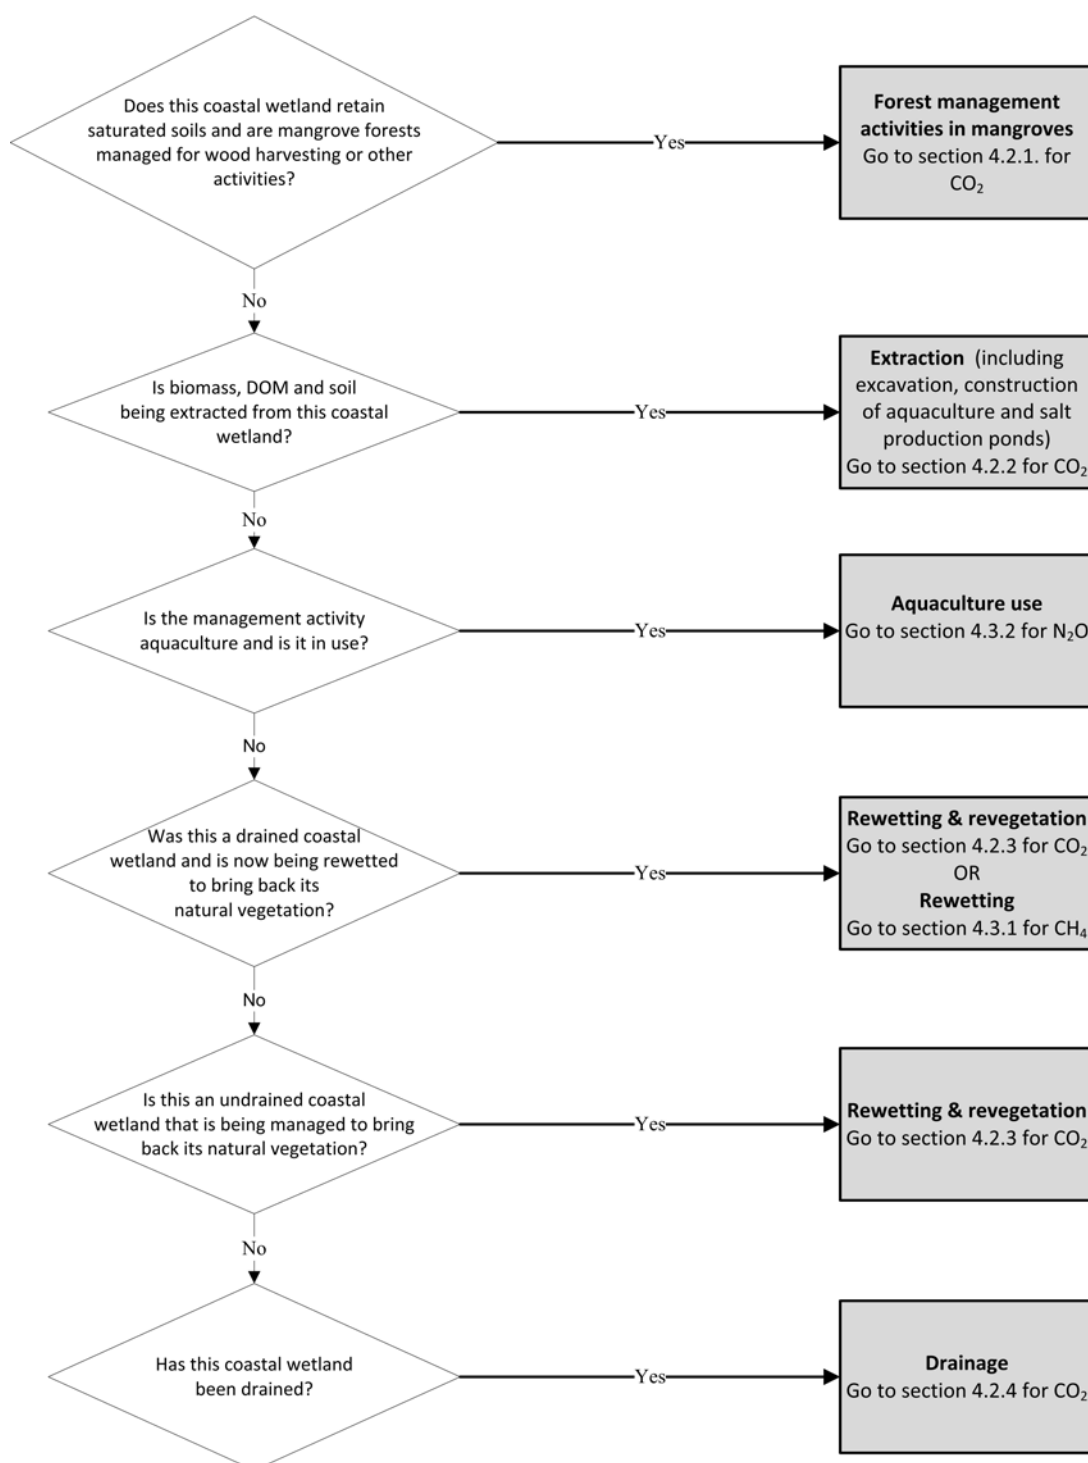 Does this coastal wetland retain
saturated soils and are mangrove forests
managed for wood harvesting or other
activities?
Yes
Forest management
activities in mangroves
Go to section 4.2.1. for
CO₂
No
Is biomass, DOM and soil
being extracted from this coastal
wetland?
Yes
Extraction (including
excavation, construction
of aquaculture and salt
production ponds)
Go to section 4.2.2 for CO₂
No
Is the management activity
aquaculture and is it in use?
Yes
Aquaculture use
Go to section 4.3.2 for N₂O
No
Was this a drained coastal
wetland and is now being rewetted
to bring back its
natural vegetation?
Yes
Rewetting & revegetation
Go to section 4.2.3 for CO₂
OR
Rewetting
Go to section 4.3.1 for CH₄
No
Is this an undrained coastal
wetland that is being managed to bring
back its natural vegetation?
Yes
Rewetting & revegetation
Go to section 4.2.3 for CO₂
No
Has this coastal wetland
been drained?
Yes
Drainage
Go to section 4.2.4 for CO₂